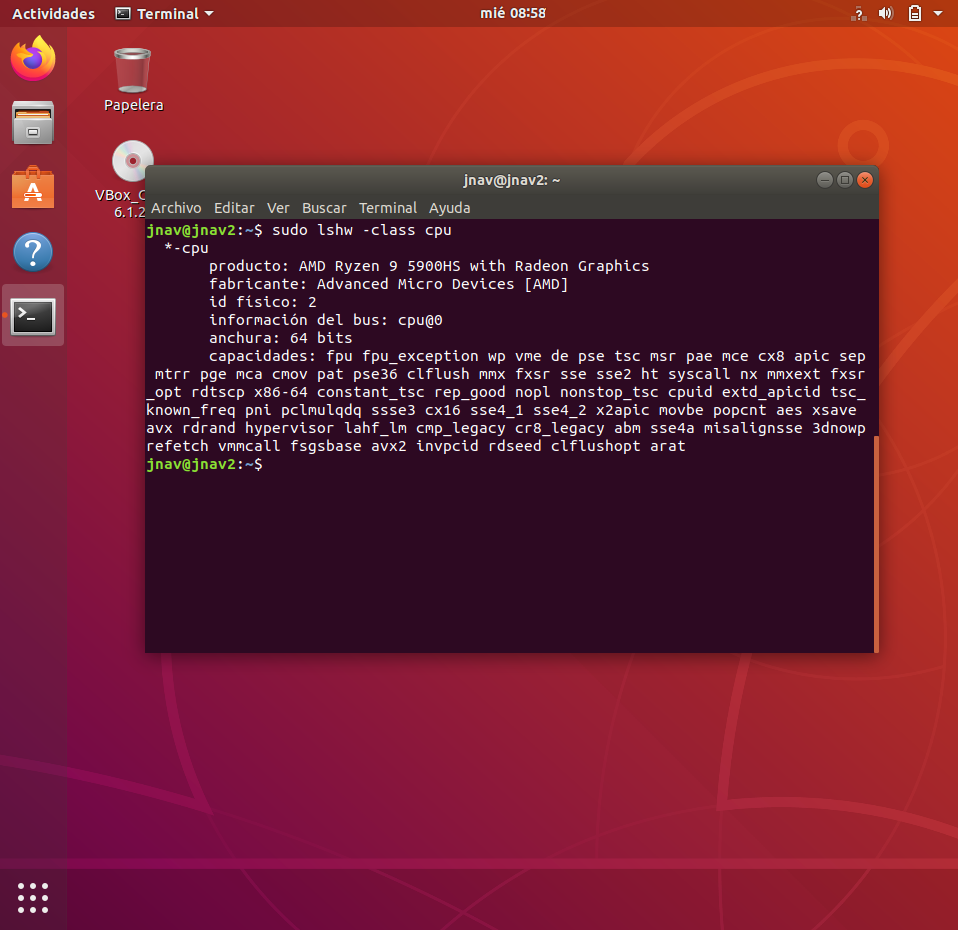 Actividades
Terminal
mié 08:58
?
Papelera
VBox_
6.1.2
jnav@jnav2: ~
Archivo Editar Ver Buscar Terminal Ayuda
jnav@jnav2:~$ sudo lshw -class cpu
*-cpu
producto: AMD Ryzen 9 5900HS with Radeon Graphics
fabricante: Advanced Micro Devices [AMD]
id físico: 2
información del bus: cpu@0
anchura: 64 bits
capacidades: fpu fpu_exception wp vme de pse tsc msr pae mce cx8 apic sep
mtrr pge mca cmov pat pse36 clflush mmx fxsr sse sse2 ht syscall nx mmxext fxsr
_opt rdtscp x86-64 constant_tsc rep_good nopl nonstop_tsc cpuid extd_apicid tsc_
known_freq pni pclmulqdq ssse3 cx16 sse4_1 sse4_2 x2apic movbe popcnt aes xsave
avx rdrand hypervisor lahf_lm cmp_legacy cr8_legacy abm sse4a misalignsse 3dnowp
refetch vmmcall fsgsbase avx2 invpcid rdseed clflushopt arat
jnav@jnav2:~$